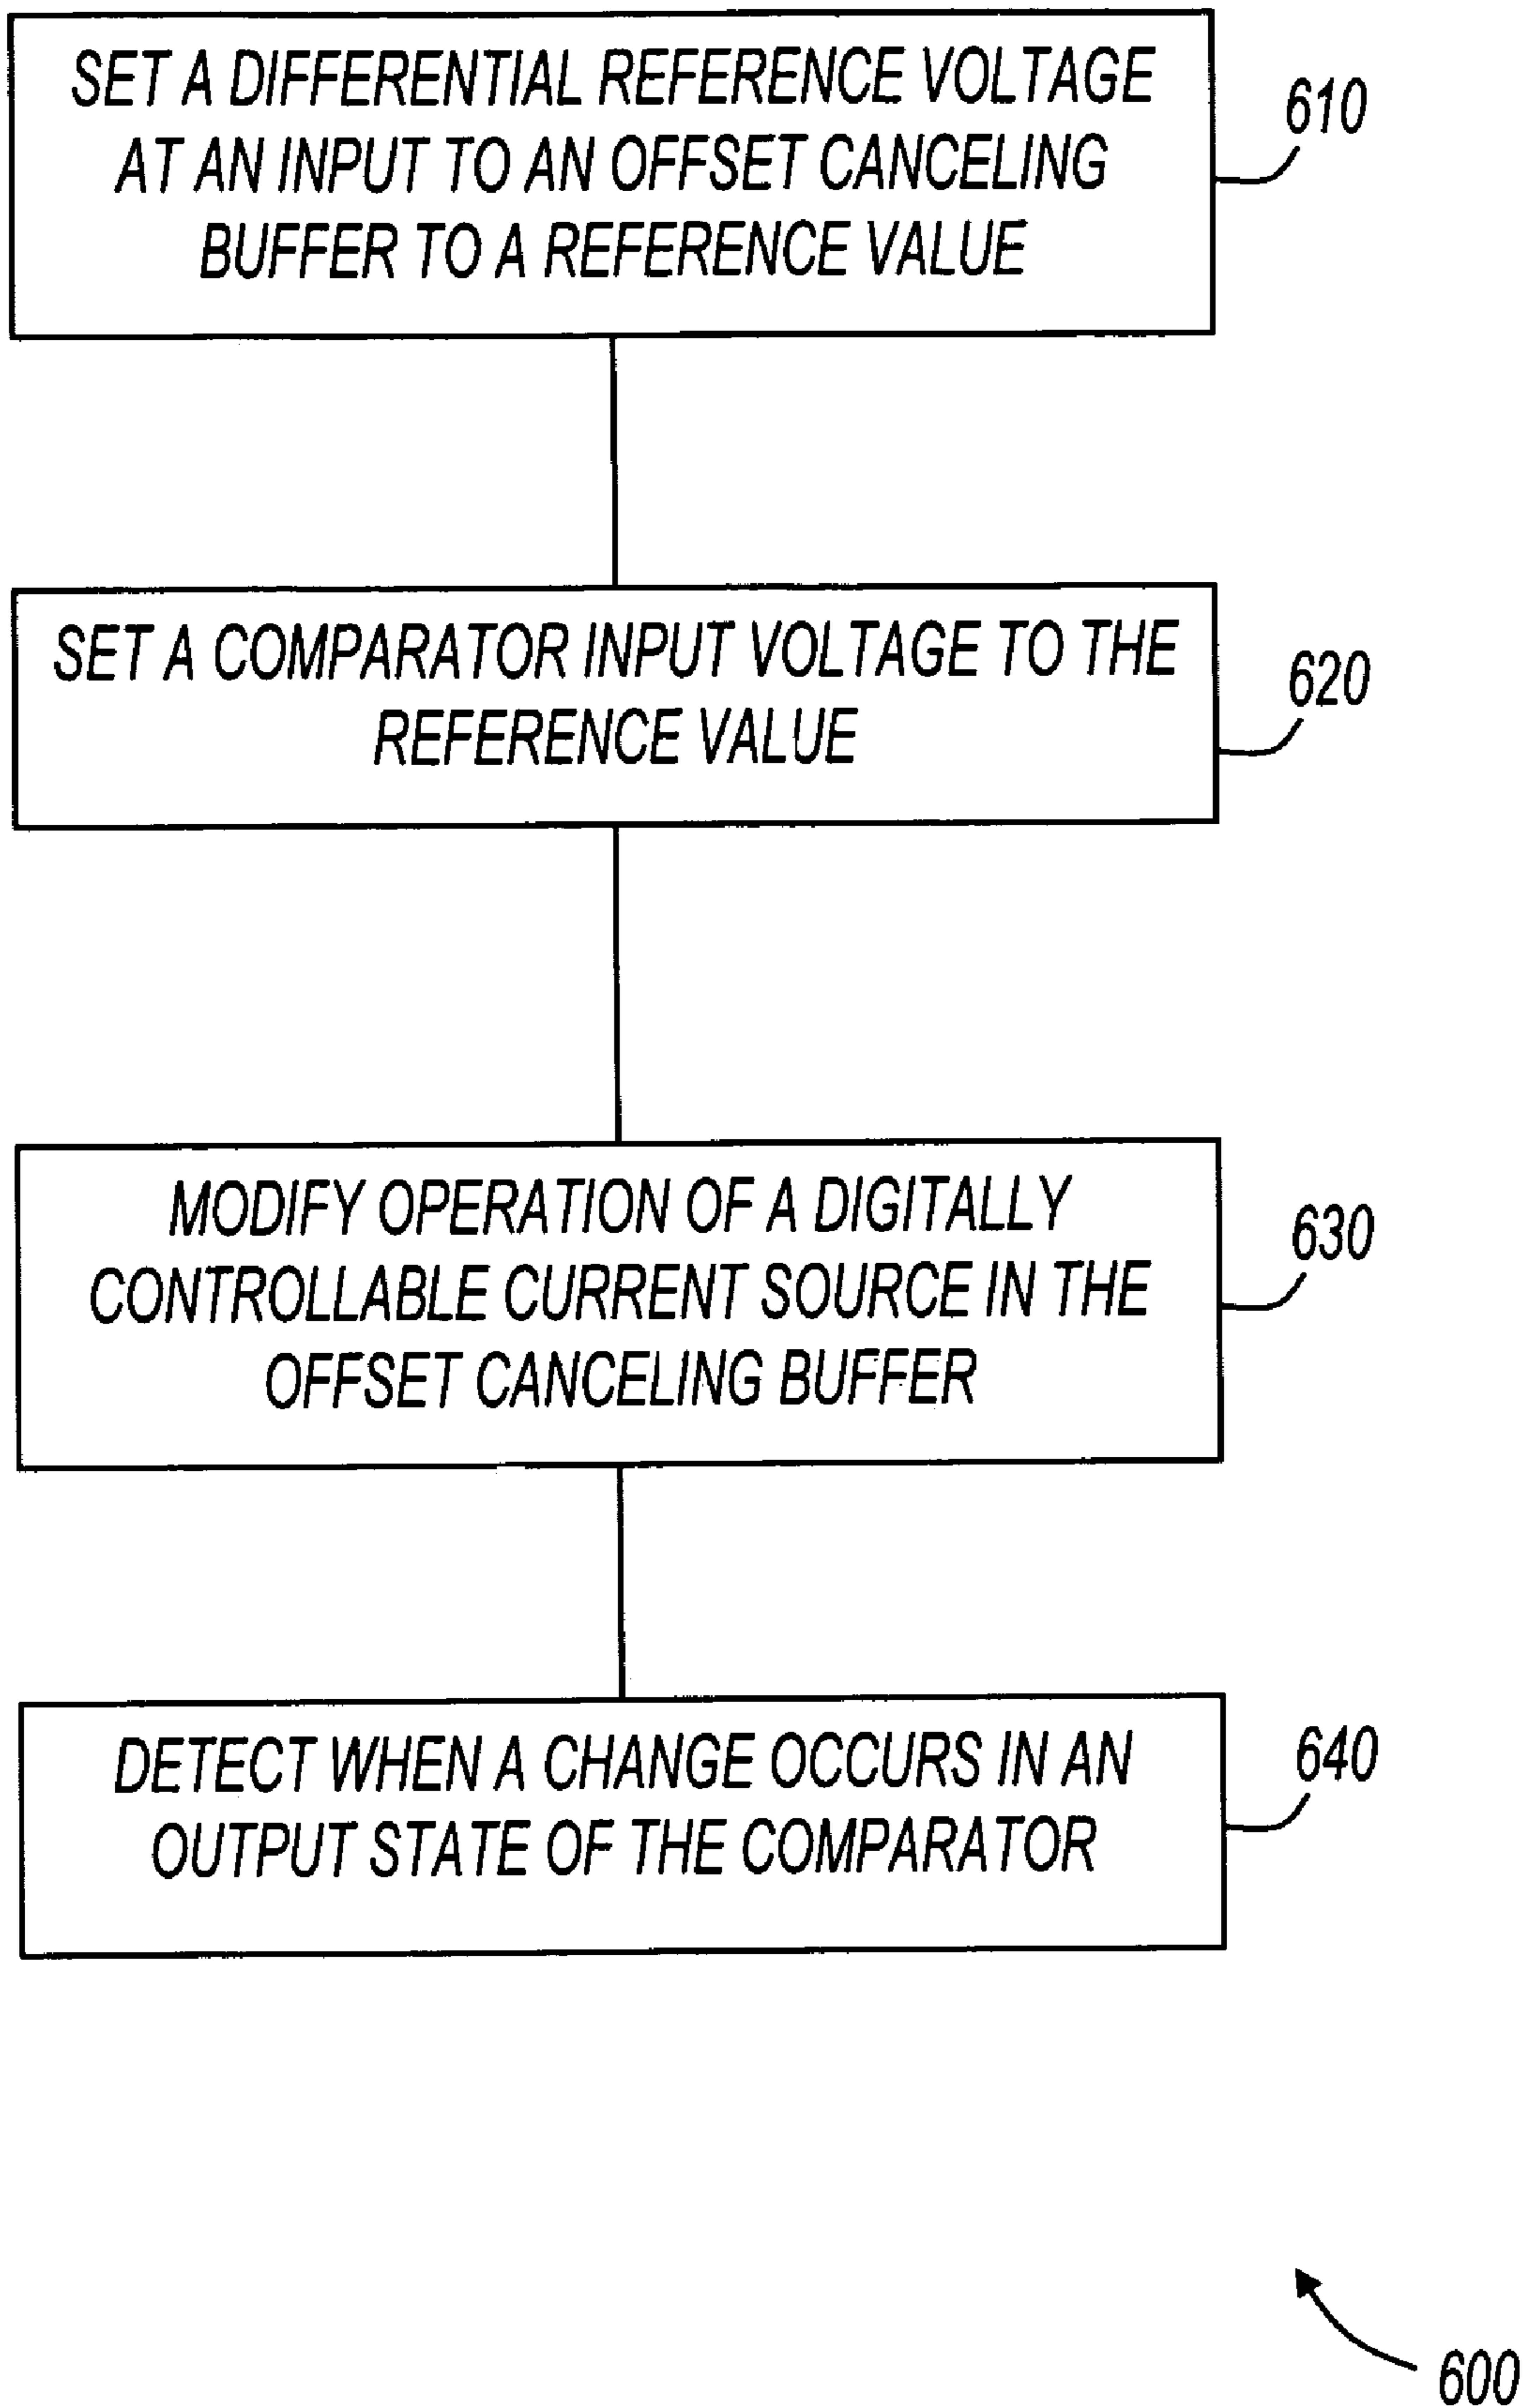 SET A DIFFERENTIAL REFERENCE VOLTAGE
AT AN INPUT TO AN OFFSET CANCELING
BUFFER TO A REFERENCE VALUE
610
SET A COMPARATOR INPUT VOLTAGE TO THE
REFERENCE VALUE
620
MODIFY OPERATION OF A DIGITALLY
CONTROLLABLE CURRENT SOURCE IN THE
OFFSET CANCELING BUFFER
630
DETECT WHEN A CHANGE OCCURS IN AN
OUTPUT STATE OF THE COMPARATOR
640
600